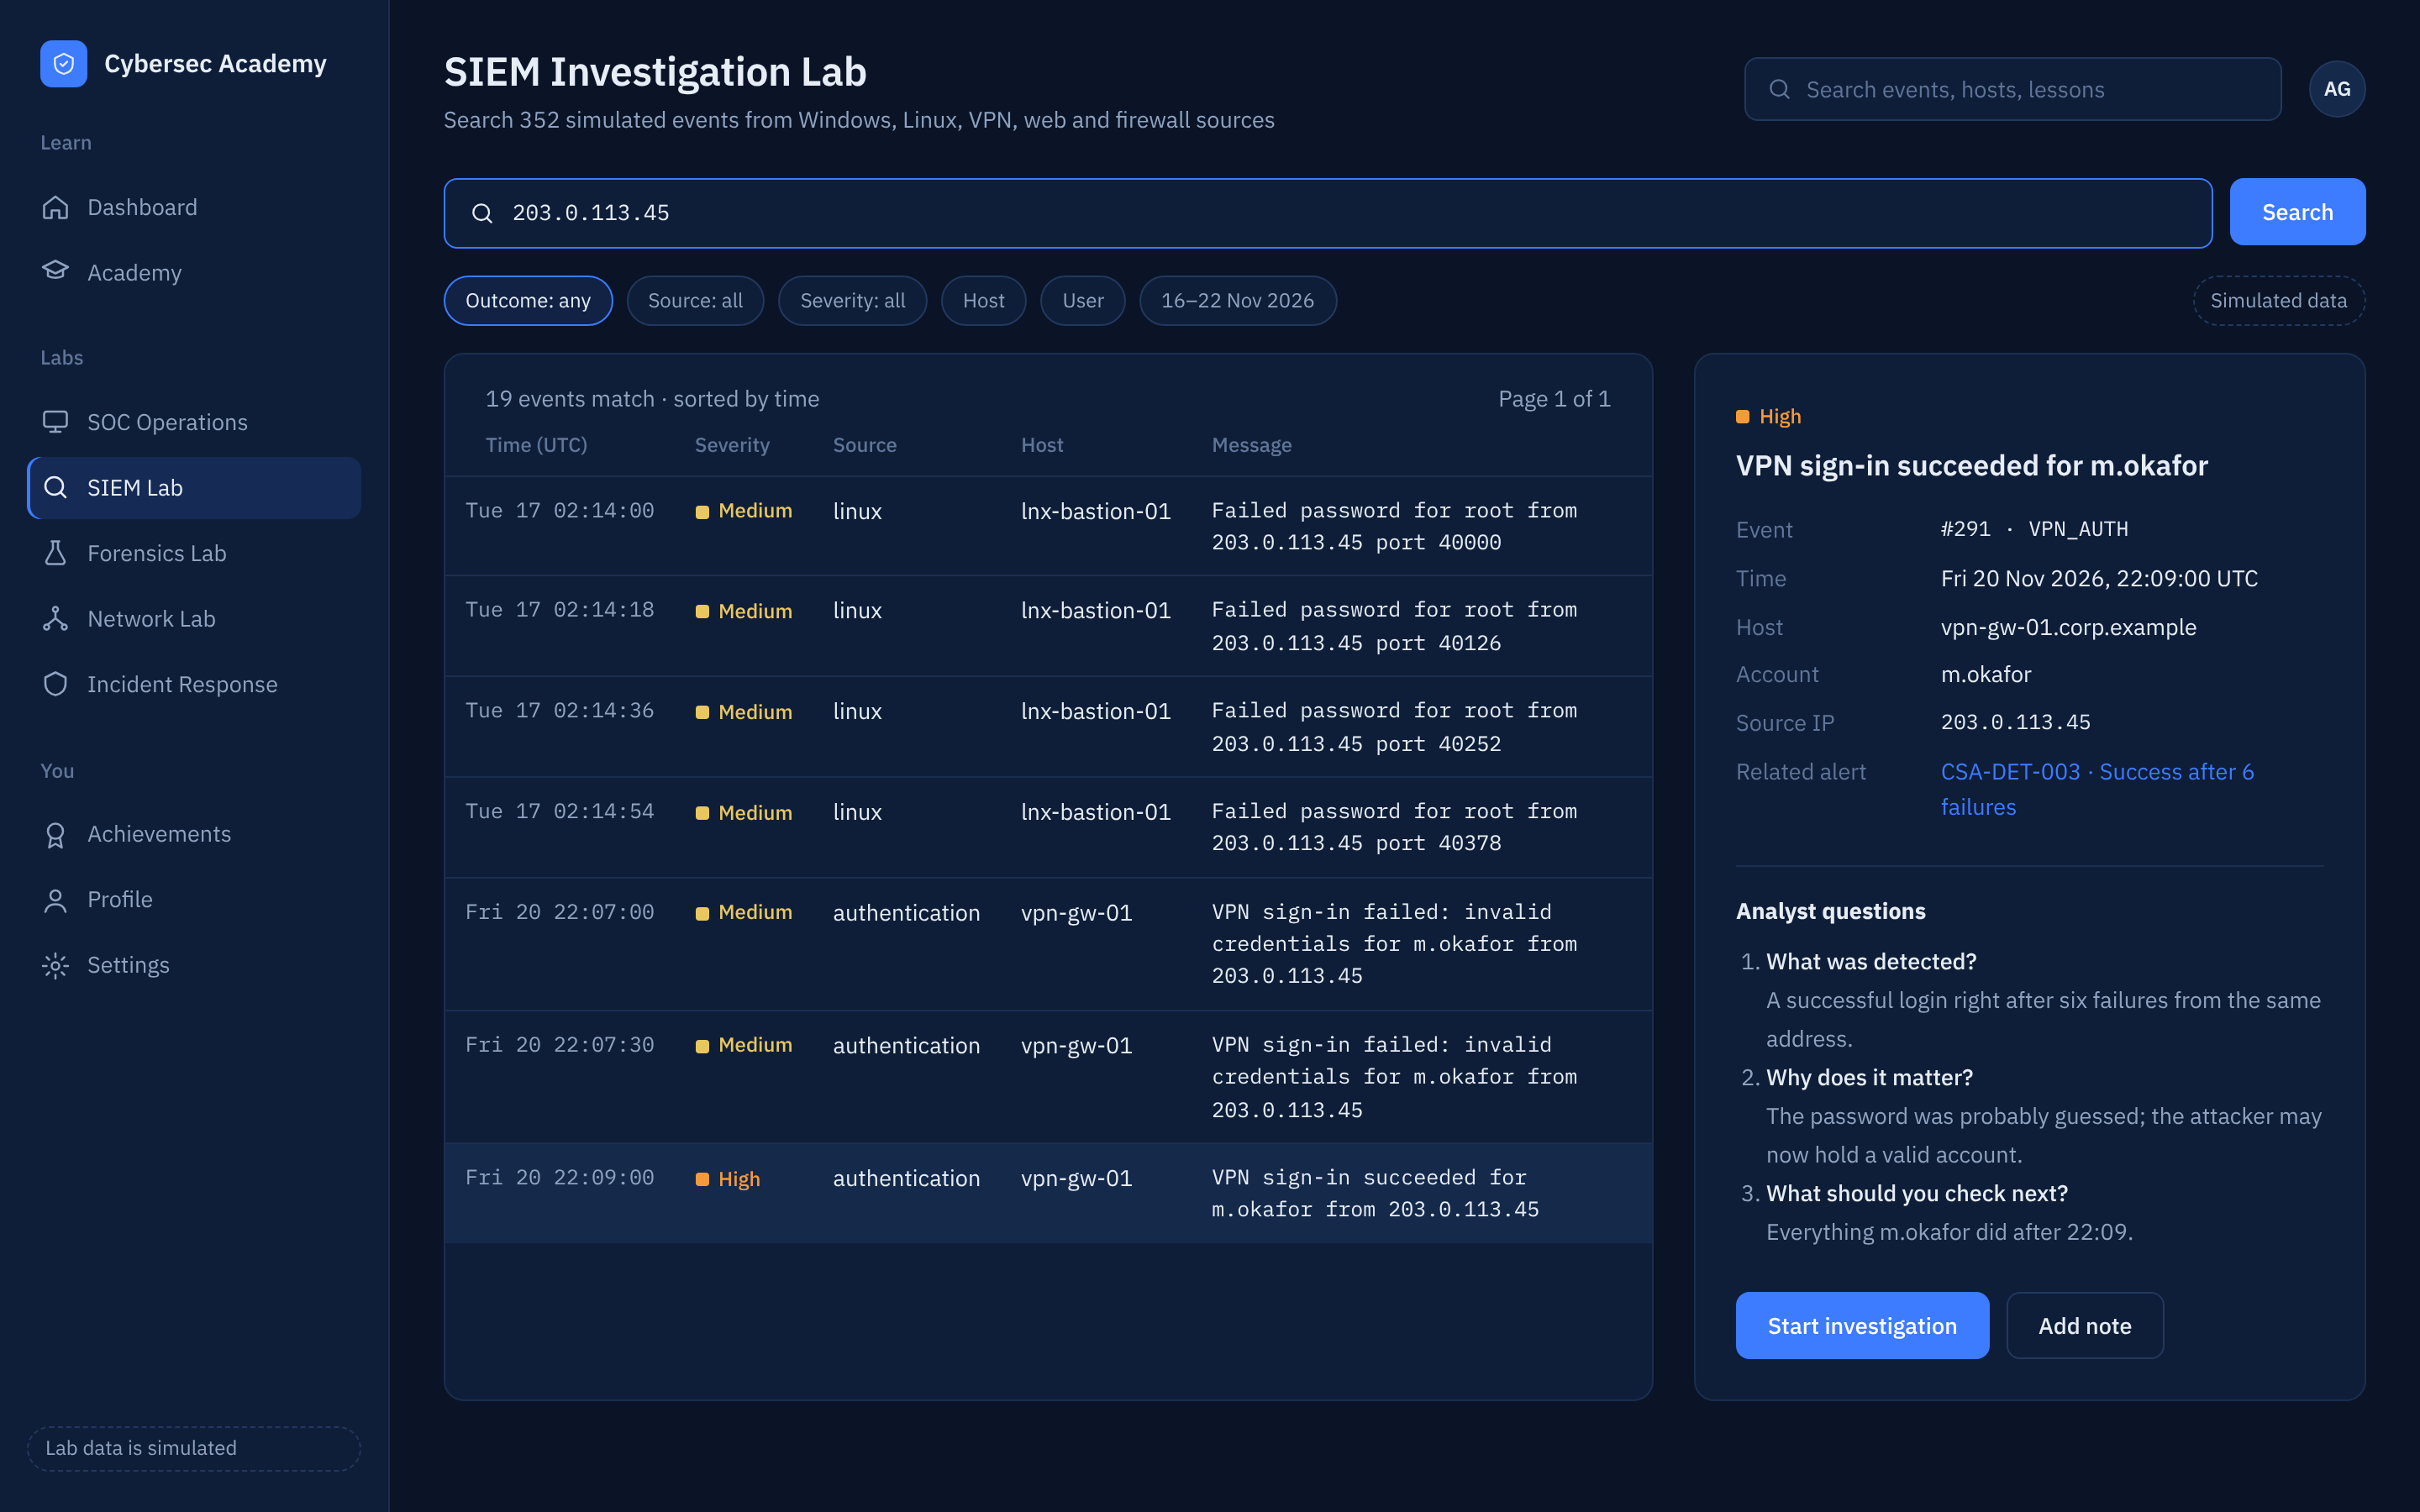 Cybersec Academy
Learn
Dashboard
Academy
Labs
SOC Operations
SIEM Lab
Forensics Lab
Network Lab
Incident Response
You
Achievements
Profile
Settings
Lab data is simulated
SIEM Investigation Lab
Search 352 simulated events from Windows, Linux, VPN, web and firewall sources
Search events, hosts, lessons
AG
203.0.113.45
Search
Outcome: any
Source: all
Severity: all
Host
User
16–22 Nov 2026
Simulated data
19 events match · sorted by time
Page 1 of 1
Time (UTC) Severity Source Host Message
Tue 17 02:14:00 Medium linux lnx-bastion-01 Failed password for root from
203.0.113.45 port 40000
Tue 17 02:14:18 Medium linux lnx-bastion-01 Failed password for root from
203.0.113.45 port 40126
Tue 17 02:14:36 Medium linux lnx-bastion-01 Failed password for root from
203.0.113.45 port 40252
Tue 17 02:14:54 Medium linux lnx-bastion-01 Failed password for root from
203.0.113.45 port 40378
Fri 20 22:07:00 Medium authentication vpn-gw-01 VPN sign-in failed: invalid
credentials for m.okafor from
203.0.113.45
Fri 20 22:07:30 Medium authentication vpn-gw-01 VPN sign-in failed: invalid
credentials for m.okafor from
203.0.113.45
Fri 20 22:09:00 High authentication vpn-gw-01 VPN sign-in succeeded for
m.okafor from 203.0.113.45
High
VPN sign-in succeeded for m.okafor
Event #291 · VPN_AUTH
Time Fri 20 Nov 2026, 22:09:00 UTC
Host vpn-gw-01.corp.example
Account m.okafor
Source IP 203.0.113.45
Related alert CSA-DET-003 · Success after 6
failures
Analyst questions
1. What was detected?
A successful login right after six failures from the same
address.
2. Why does it matter?
The password was probably guessed; the attacker may
now hold a valid account.
3. What should you check next?
Everything m.okafor did after 22:09.
Start investigation
Add note